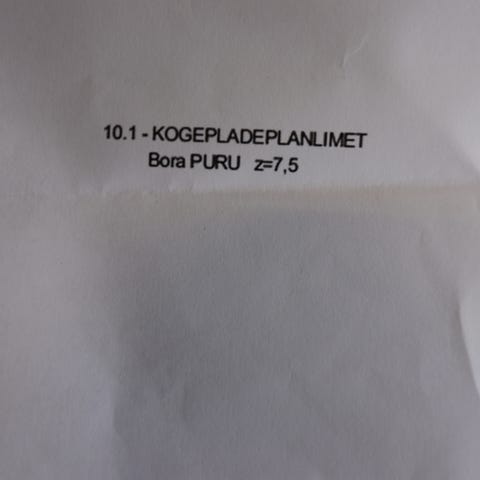 10.1 - KOGEPLADEPLANLIMET
Bora PURU z=7,5